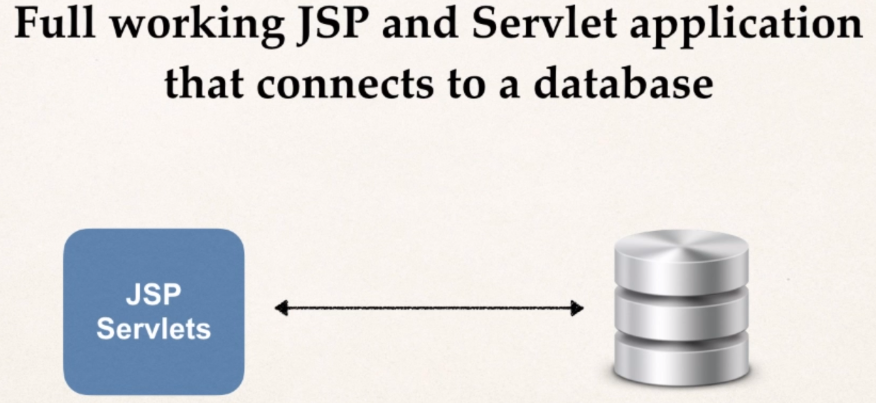 Full working JSP and Servlet application
that connects to a database
JSP
Servlets